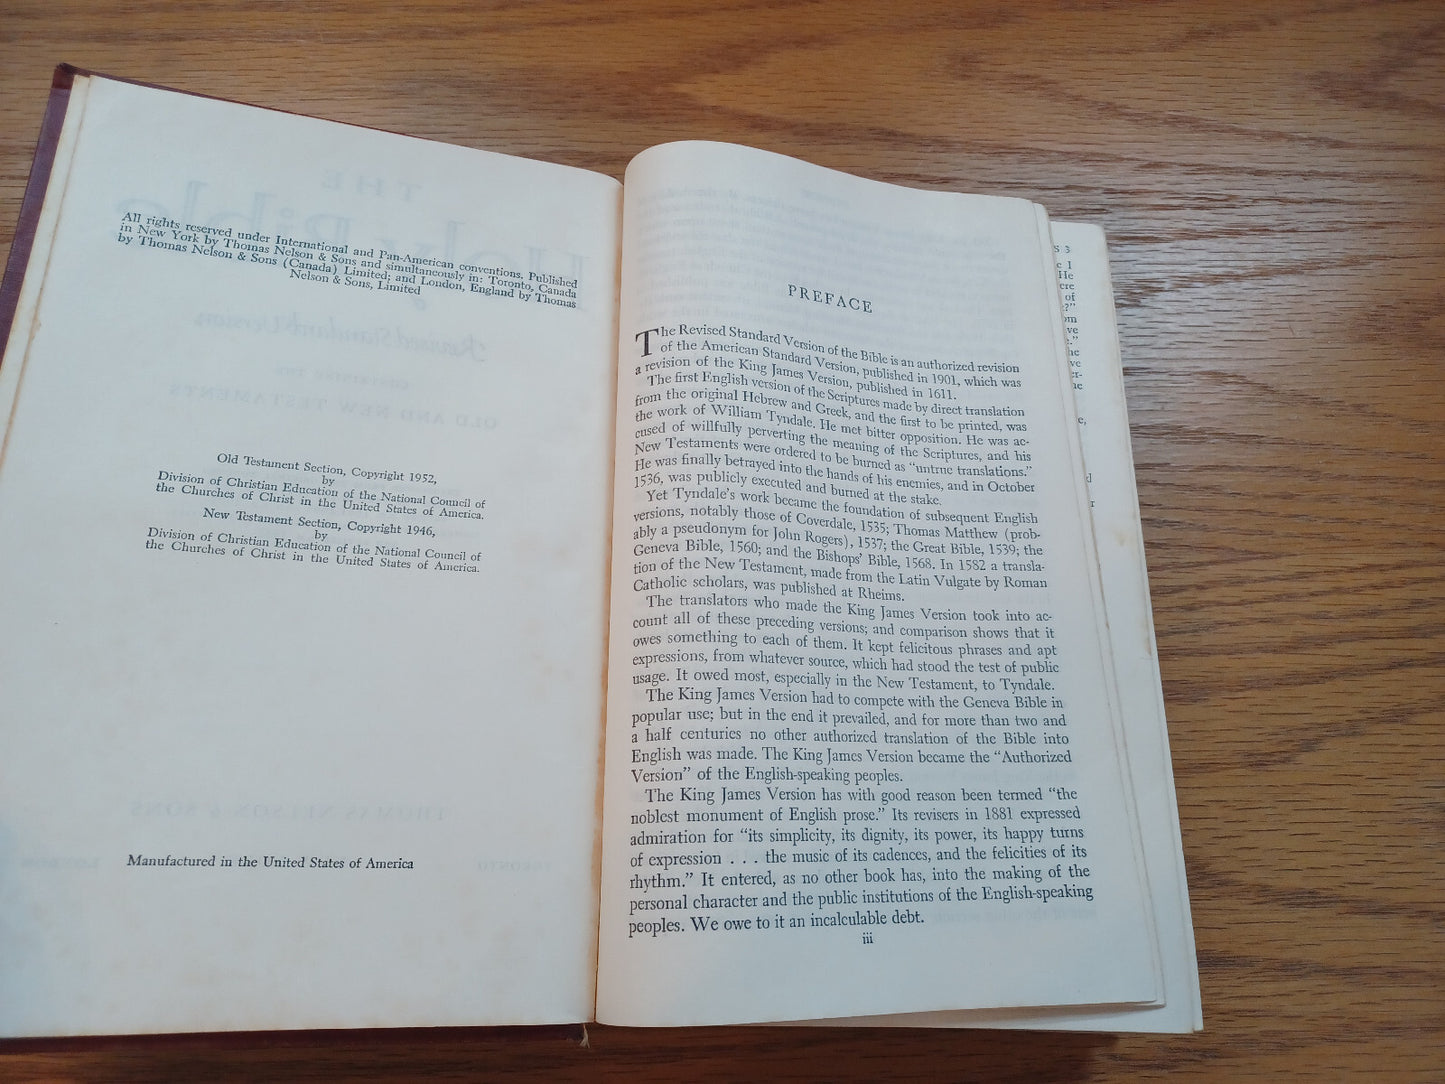 All rights reserved under International and Pan-American conventions. Published
in New York by Thomas Nelson & Sons and simultaneously in: Toronto, Canada
by Thomas Nelson & Sons (Canada) Limited; and London, England by Thomas
Nelson & Sons, Limited
Old Testament Section, Copyright 1952,
by
Division of Christian Education of the National Council of
the Churches of Christ in the United States of America.
New Testament Section, Copyright 1946,
by
Division of Christian Education of the National Council of
the Churches of Christ in the United States of America.
Manufactured in the United States of America
PREFACE
The Revised Standard Version of the Bible is an authorized revision
of the American Standard Version, published in 1901, which was
a revision of the King James Version, published in 1611.
The first English version of the Scriptures made by direct translation
from the original Hebrew and Greek, and the first to be printed, was
the work of William Tyndale. He met bitter opposition. He was ac-
cused of willfully perverting the meaning of the Scriptures, and his
New Testaments were ordered to be burned as “untrue translations.”
He was finally betrayed into the hands of his enemies, and in October
1536, was publicly executed and burned at the stake.
Yet Tyndale’s work became the foundation of subsequent English
versions, notably those of Coverdale, 1535; Thomas Matthew (prob-
ably a pseudonym for John Rogers), 1537; the Great Bible, 1539; the
Geneva Bible, 1560; and the Bishops’ Bible, 1568. In 1582 a transla-
tion of the New Testament, made from the Latin Vulgate by Roman
Catholic scholars, was published at Rheims.
The translators who made the King James Version took into ac-
count all of these preceding versions; and comparison shows that it
owes something to each of them. It kept felicitous phrases and apt
expressions, from whatever source, which had stood the test of public
usage. It owed most, especially in the New Testament, to Tyndale.
The King James Version had to compete with the Geneva Bible in
popular use; but in the end it prevailed, and for more than two and
a half centuries no other authorized translation of the Bible into
English was made. The King James Version became the “Authorized
Version” of the English-speaking peoples.
The King James Version has with good reason been termed “the
noblest monument of English prose.” Its revisers in 1881 expressed
admiration for “its simplicity, its dignity, its power, its happy turns
of expression . . . the music of its cadences, and the felicities of its
rhythm.” It entered, as no other book has, into the making of the
personal character and the public institutions of the English-speaking
peoples. We owe to it an incalculable debt.
iii